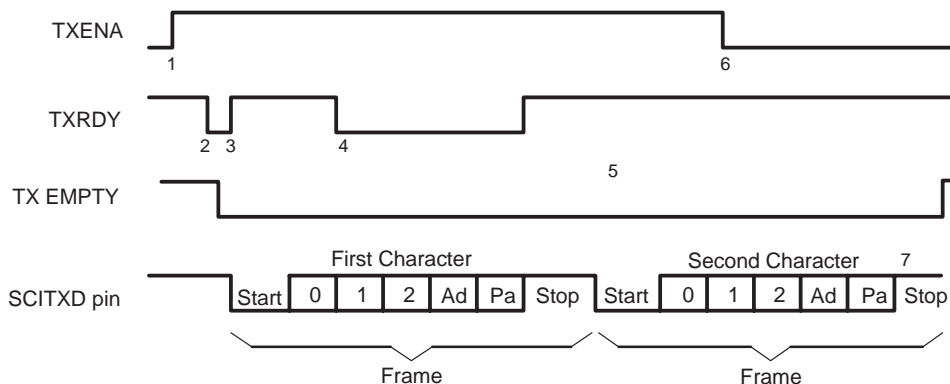 TXENA
1
6
TXRDY
2
3
4
5
TX EMPTY
First Character
Second Character
7
SCITXD pin
Start 0 1 2 Ad Pa Stop Start 0 1 2 Ad Pa Stop
Frame
Frame